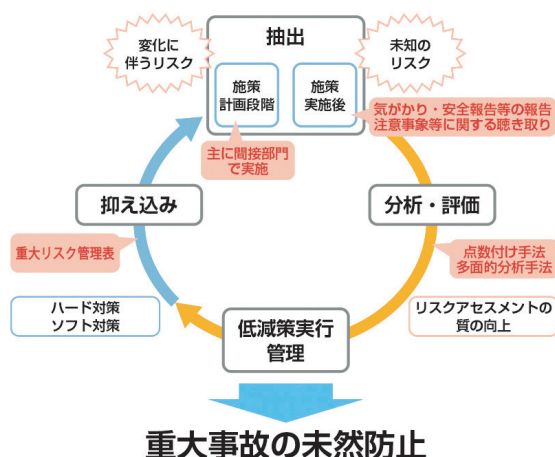 変化に
伴うリスク
抽出
未知の
リスク
施策
計画段階
施策
実施後
気がかり・安全報告等の報告
注意事象等に関する聴き取り
主に間接部門
で実施
抑え込み
分析・評価
重大リスク管理表
点数付け手法
多面的分析手法
ハード対策
ソフト対策
低減策実行
管理
リスクアセスメントの
質の向上
重大事故の未然防止